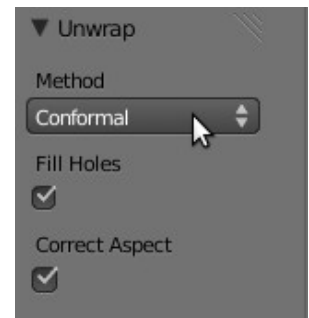 Unwrap
Method
Conformal
Fill Holes
Correct Aspect